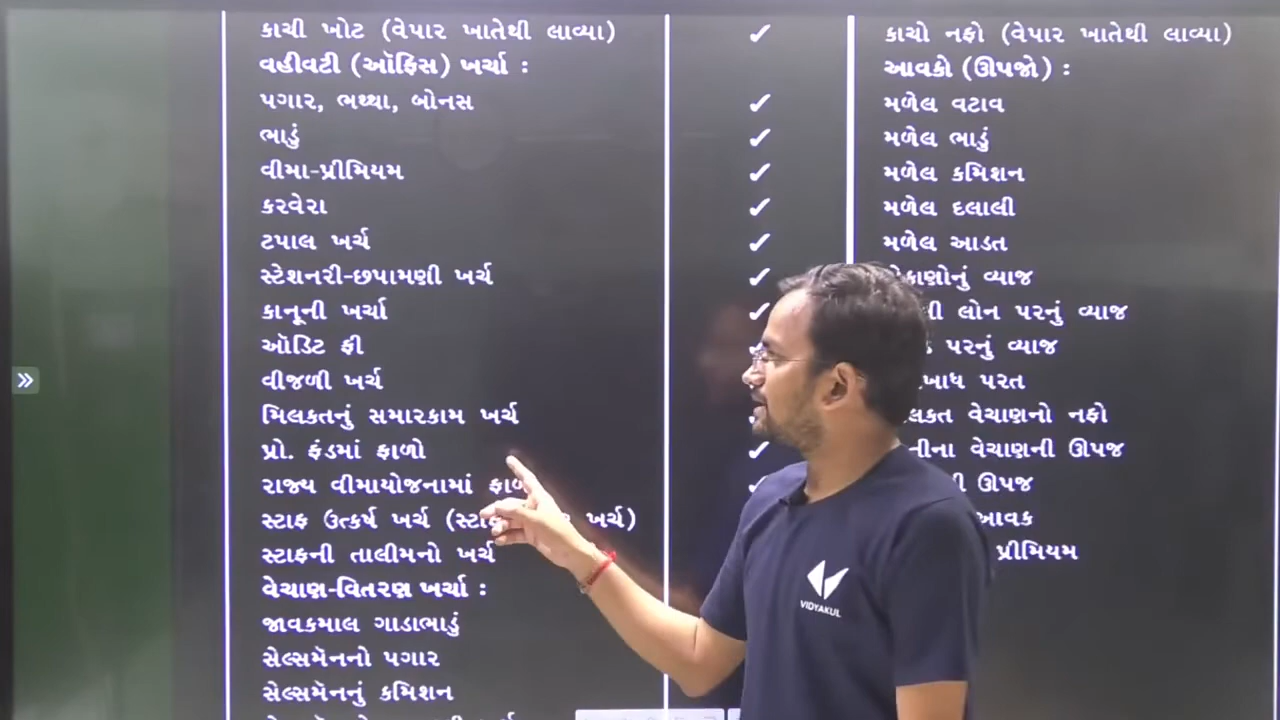 કાચી ખોટ (વેપાર ખાતેથી લાવ્યા) ✓
વહીવટી (ઑફિસ) ખર્ચા :
પગાર, ભથ્થા, બોનસ ✓
ભાડું ✓
વીમા-પ્રીમિયમ ✓
કરવેરા ✓
ટપાલ ખર્ચ ✓
સ્ટેશનરી-છપામણી ખર્ચ ✓
કાનૂની ખર્ચા ✓
ઑડિટ ફી
વીજળી ખર્ચ
મિલકતનું સમારકામ ખર્ચ
પ્રો. ફંડમાં ફાળો ✓
રાજ્ય વીમાયોજનામાં
સ્ટાફ ઉત્કર્ષ ખર્ચ ખર્ચ)
સ્ટાફની તાલીમનો ખર્ચ
વેચાણ-વિતરણ ખર્ચા :
જાવકમાલ ગાડાભાડું
સેલ્સમૅનનો પગાર
સેલ્સમૅનનું કમિશન
કાચો નફો (વેપાર ખાતેથી લાવ્યા)
આવકો (ઊપજો) :
મળેલ વટાવ
મળેલ ભાડું
મળેલ કમિશન
મળેલ દલાલી
મળેલ આડત
વ્યાજ
લોન પરનું વ્યાજ
પરનું વ્યાજ
પરત
વેચાણનો નફો
વેચાણની ઊપજ
ઊપજ
આવક
પ્રીમિયમ
VIDYAKUL